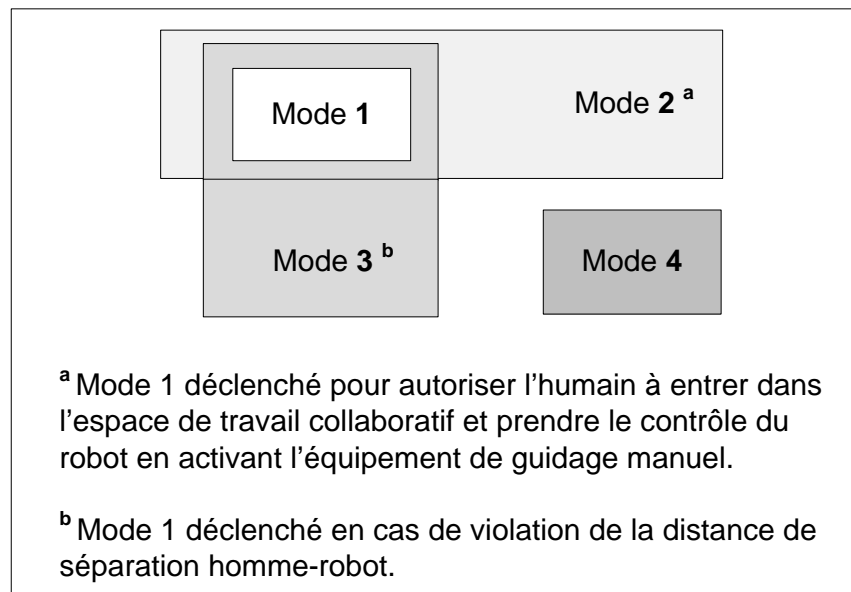 Mode 1
Mode 2 a
Mode 3 b
Mode 4
a Mode 1 déclenché pour autoriser l’humain à entrer dans
l’espace de travail collaboratif et prendre le contrôle du
robot en activant l’équipement de guidage manuel.
b Mode 1 déclenché en cas de violation de la distance de
séparation homme-robot.